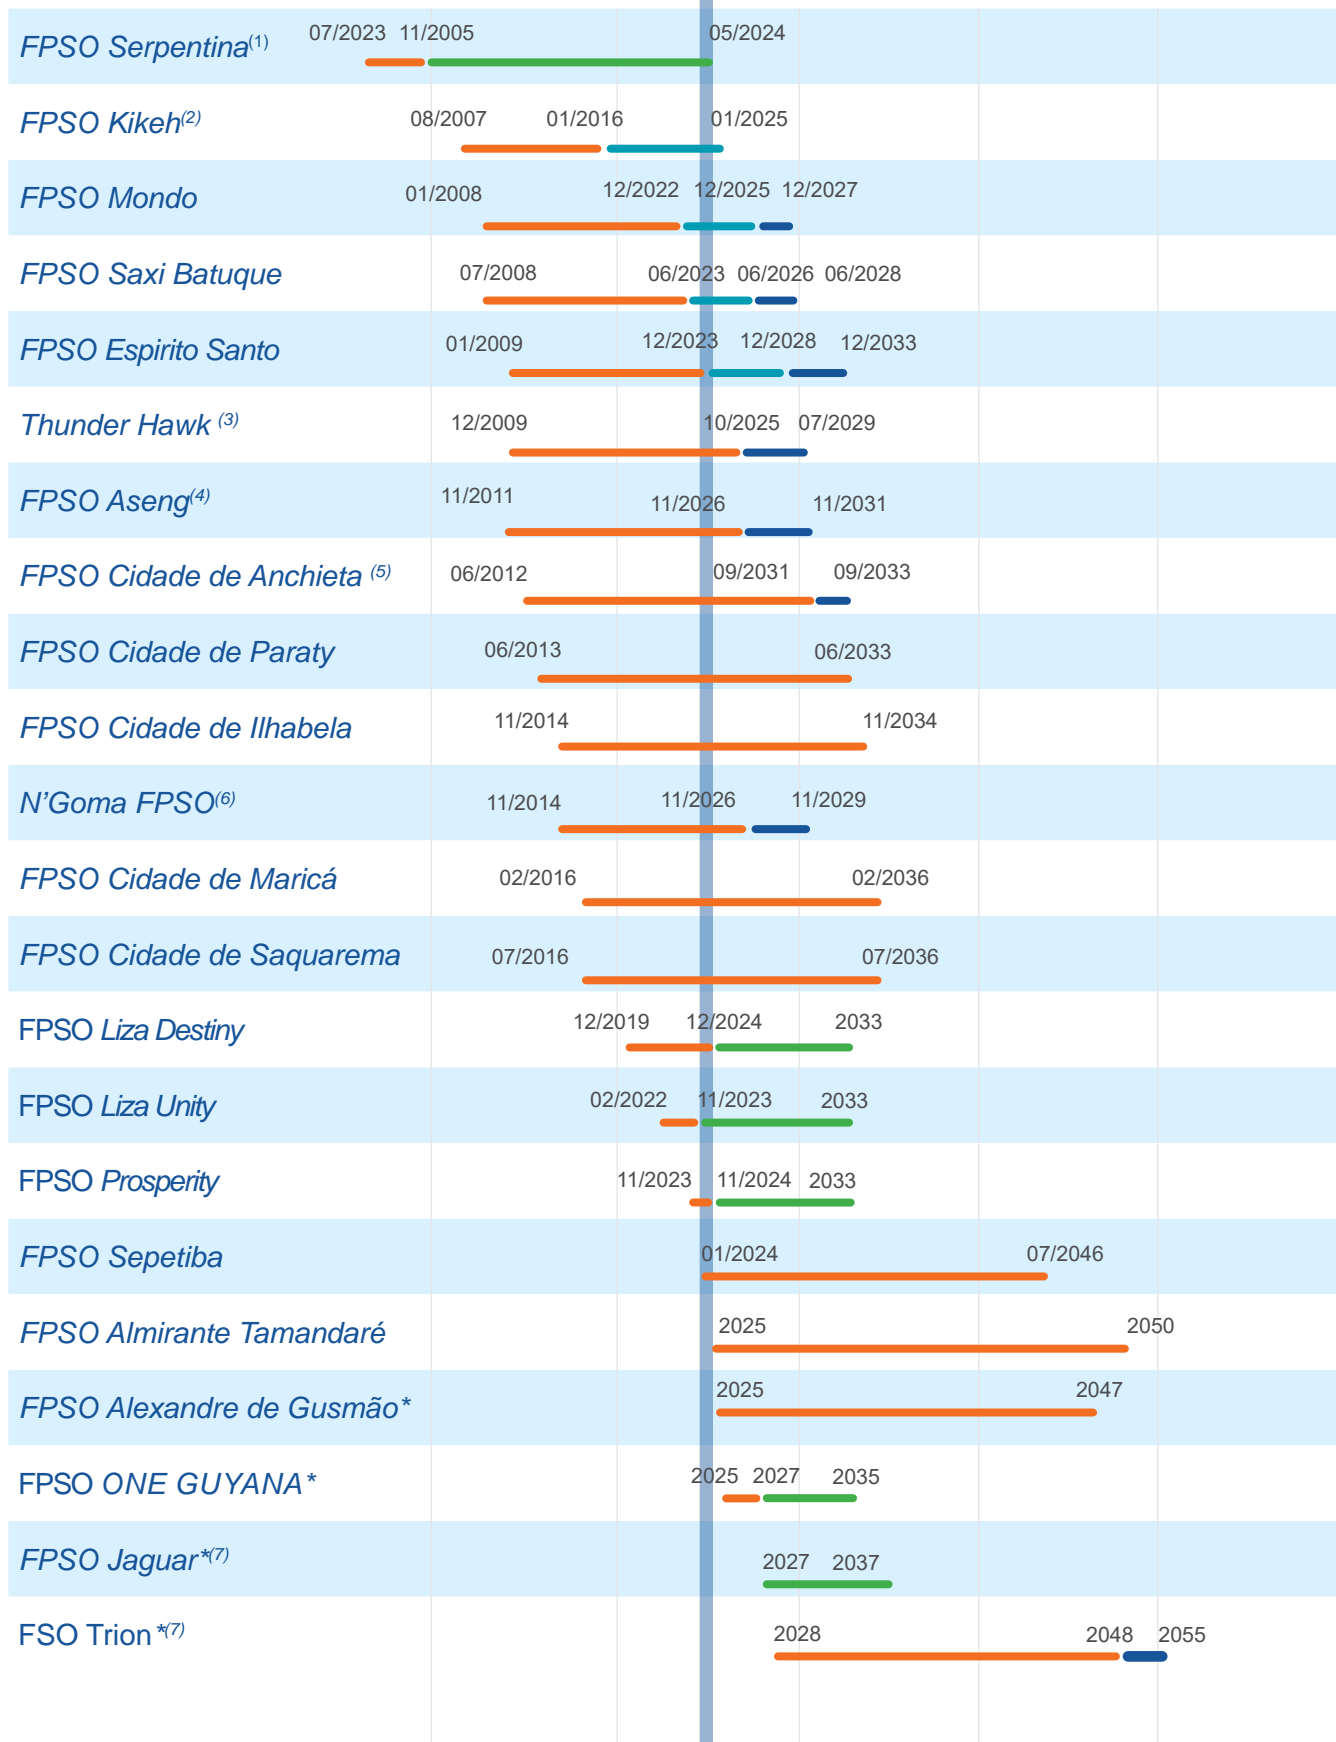 FPSO Serpentina(1) 07/2023 11/2005 05/2024
FPSO Kikeh(2) 08/2007 01/2016 01/2025
FPSO Mondo 01/2008 12/2022 12/2025 12/2027
FPSO Saxi Batuque 07/2008 06/2023 06/2026 06/2028
FPSO Espirito Santo 01/2009 12/2023 12/2028 12/2033
Thunder Hawk (3) 12/2009 10/2025 07/2029
FPSO Aseng(4) 11/2011 11/2026 11/2031
FPSO Cidade de Anchieta (5) 06/2012 09/2031 09/2033
FPSO Cidade de Paraty 06/2013 06/2033
FPSO Cidade de Ilhabela 11/2014 11/2034
N’Goma FPSO(6) 11/2014 11/2026 11/2029
FPSO Cidade de Maricá 02/2016 02/2036
FPSO Cidade de Saquarema 07/2016 07/2036
FPSO Liza Destiny 12/2019 12/2024 2033
FPSO Liza Unity 02/2022 11/2023 2033
FPSO Prosperity 11/2023 11/2024 2033
FPSO Sepetiba 01/2024 07/2046
FPSO Almirante Tamandaré 2025 2050
FPSO Alexandre de Gusmão* 2025 2047
FPSO ONE GUYANA* 2025 2027 2035
FPSO Jaguar*(7) 2027 2037
FSO Trion *(7) 2028 2048 2055